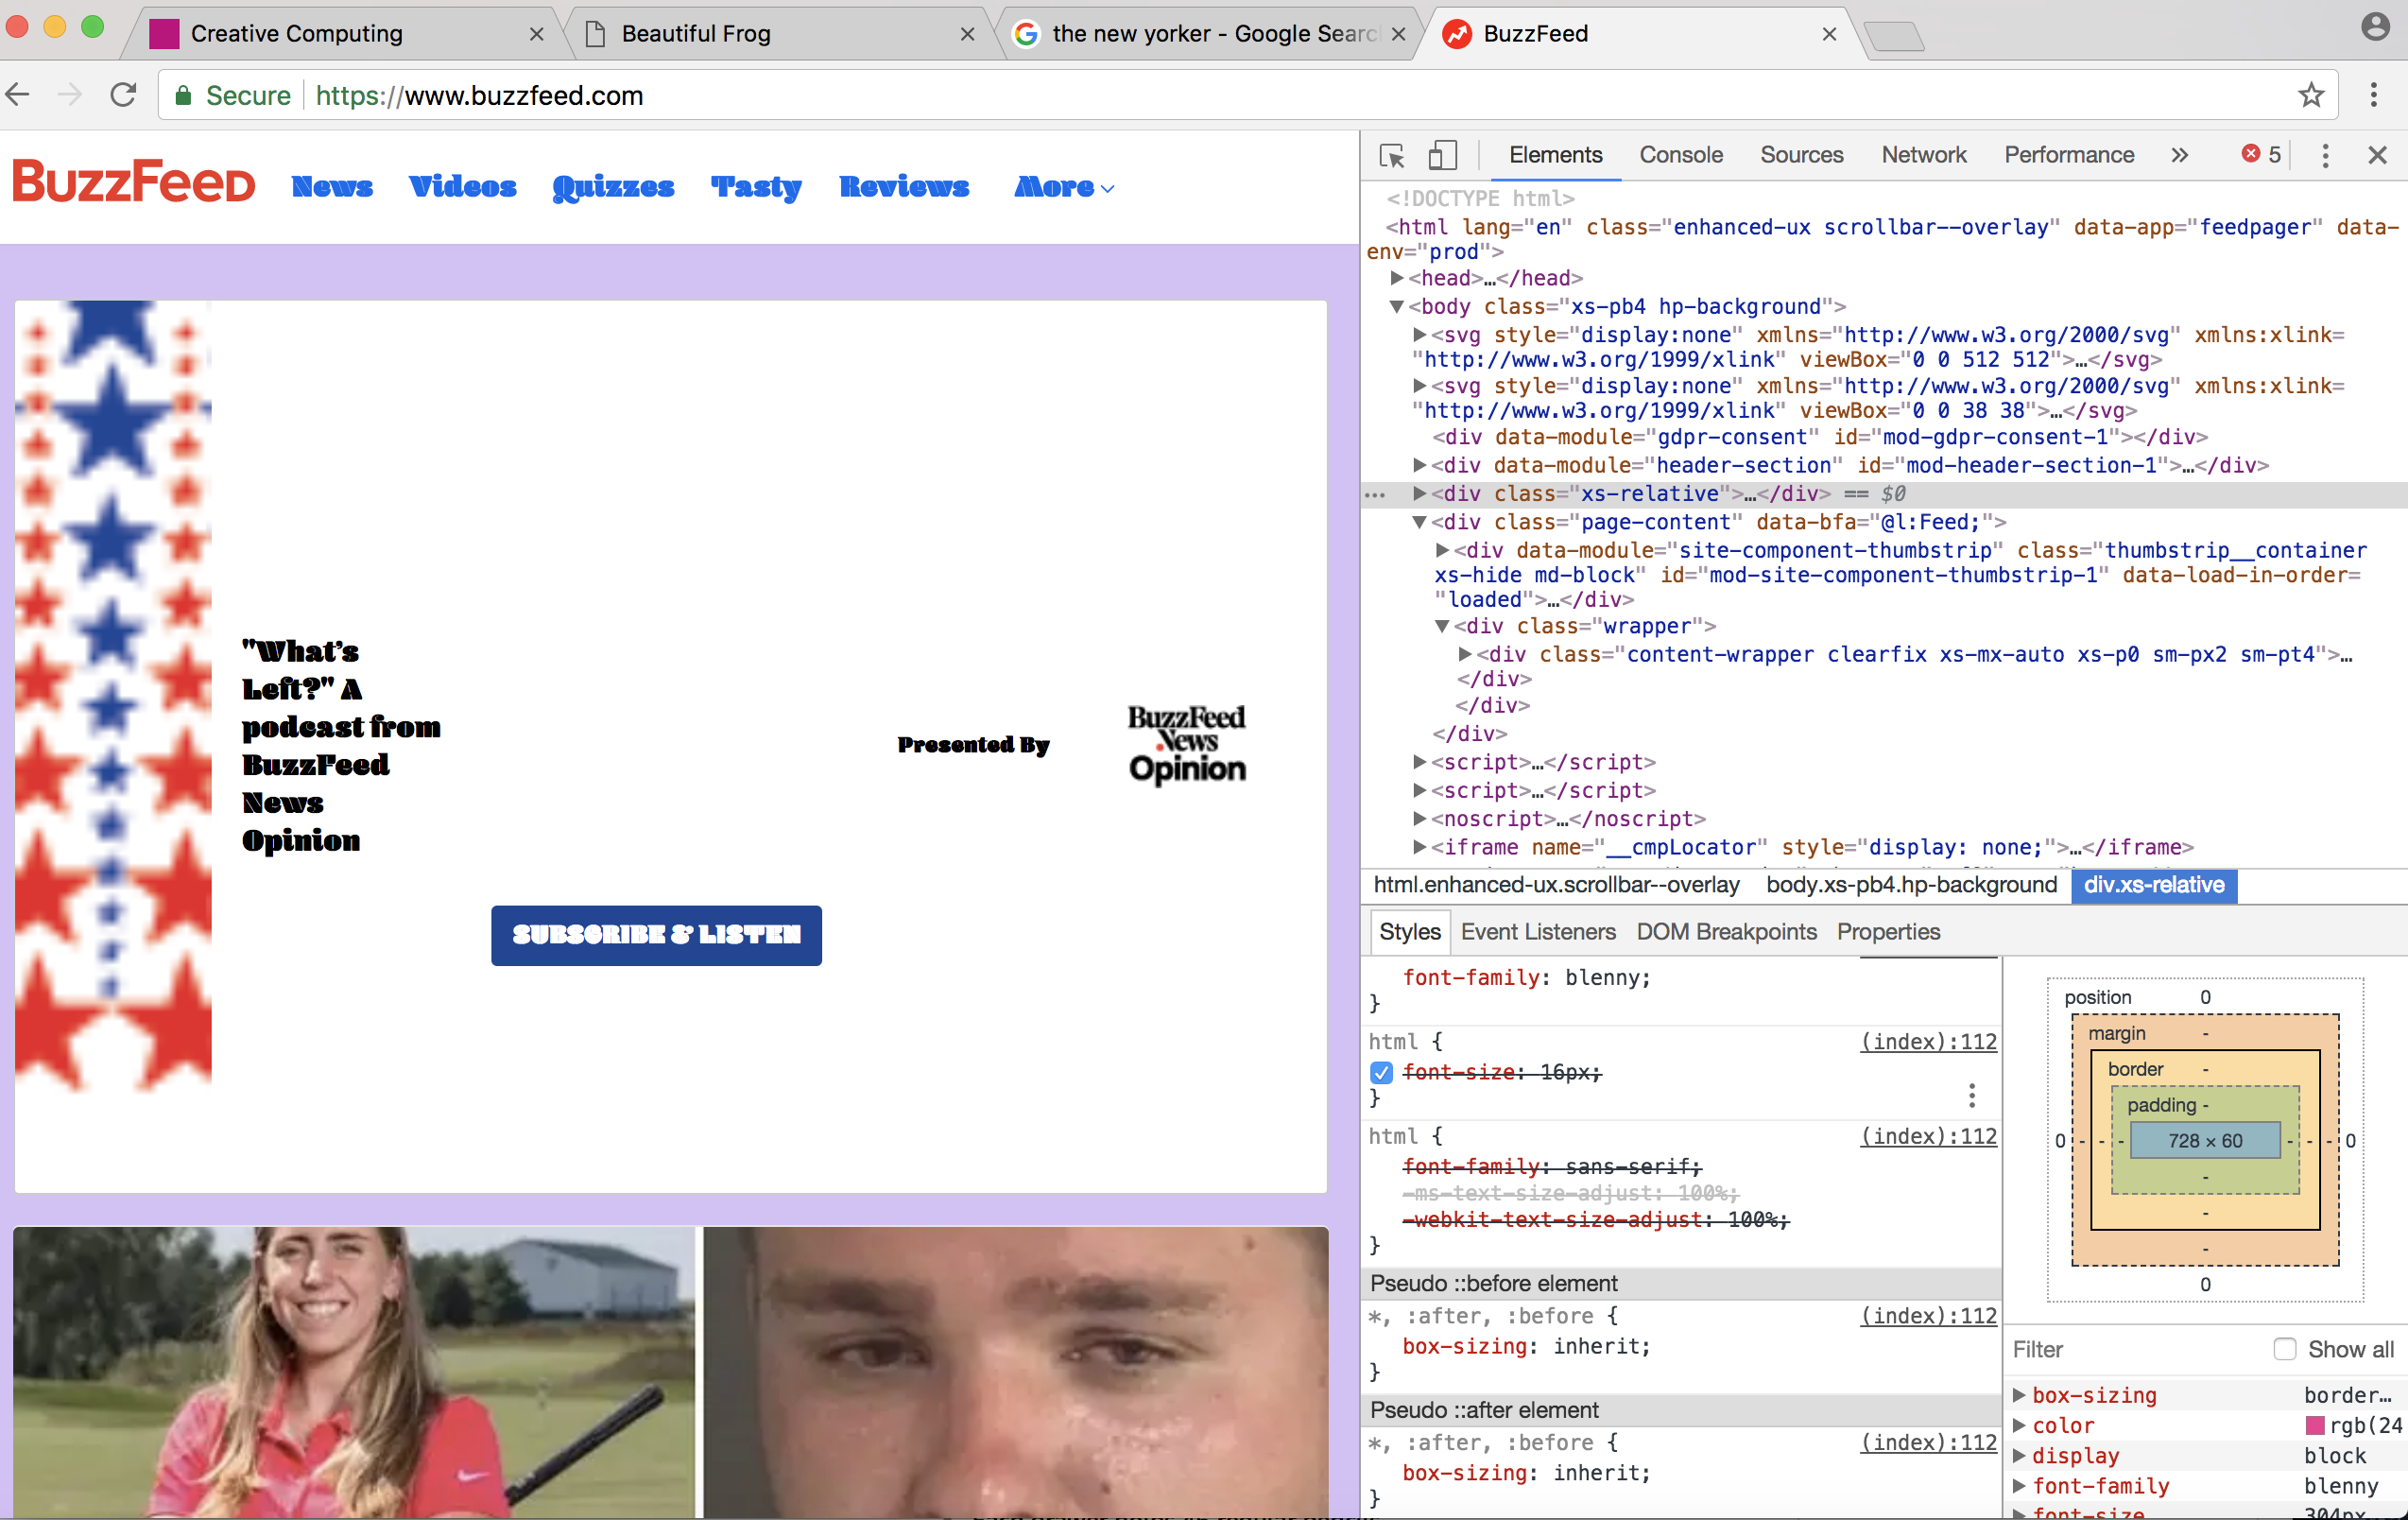 Creative Computing
Beautiful Frog
the new yorker - Google Searc
BuzzFeed
Secure https://www.buzzfeed.com
BuzzFeed News Videos Quizzes Tasty Reviews More
"What's
Left?" A
podcast from
BuzzFeed
News
Opinion
Presented By
BuzzFeed
News
Opinion
SUBSCRIBE & LISTEN
Elements Console Sources Network Performance » 5
<!DOCTYPE html>
<html lang="en" class="enhanced-ux scrollbar--overlay" data-app="feedpager" data-
env="prod">
<head>…</head>
<body class="xs-pb4 hp-background">
<svg style="display:none" xmlns="http://www.w3.org/2000/svg" xmlns:xlink=
"http://www.w3.org/1999/xlink" viewBox="0 0 512 512">…</svg>
<svg style="display:none" xmlns="http://www.w3.org/2000/svg" xmlns:xlink=
"http://www.w3.org/1999/xlink" viewBox="0 0 38 38">…</svg>
<div data-module="gdpr-consent" id="mod-gdpr-consent-1"></div>
<div data-module="header-section" id="mod-header-section-1">…</div>
… <div class="xs-relative">…</div> == $0
<div class="page-content" data-bfa="@l:Feed;">
<div data-module="site-component-thumbstrip" class="thumbstrip__container
xs-hide md-block" id="mod-site-component-thumbstrip-1" data-load-in-order=
"loaded">…</div>
<div class="wrapper">
<div class="content-wrapper clearfix xs-mx-auto xs-p0 sm-px2 sm-pt4">…
</div>
</div>
</div>
<script>…</script>
<script>…</script>
<noscript>…</noscript>
<iframe name="__cmpLocator" style="display: none;">…</iframe>
html.enhanced-ux.scrollbar--overlay body.xs-pb4.hp-background div.xs-relative
Styles Event Listeners DOM Breakpoints Properties
font-family: blenny;
}
html { (index):112
font-size: 16px;
}
html { (index):112
font-family: sans-serif;
-ms-text-size-adjust: 100%;
-webkit-text-size-adjust: 100%;
}
Pseudo ::before element
*, :after, :before { (index):112
box-sizing: inherit;
}
Pseudo ::after element
*, :after, :before { (index):112
box-sizing: inherit;
}
position 0
margin -
border -
padding -
0 - - - 728 × 60 - - - 0
-
-
-
0
Filter Show all
box-sizing border…
color rgb(24
display block
font-family blenny
font-size 304px